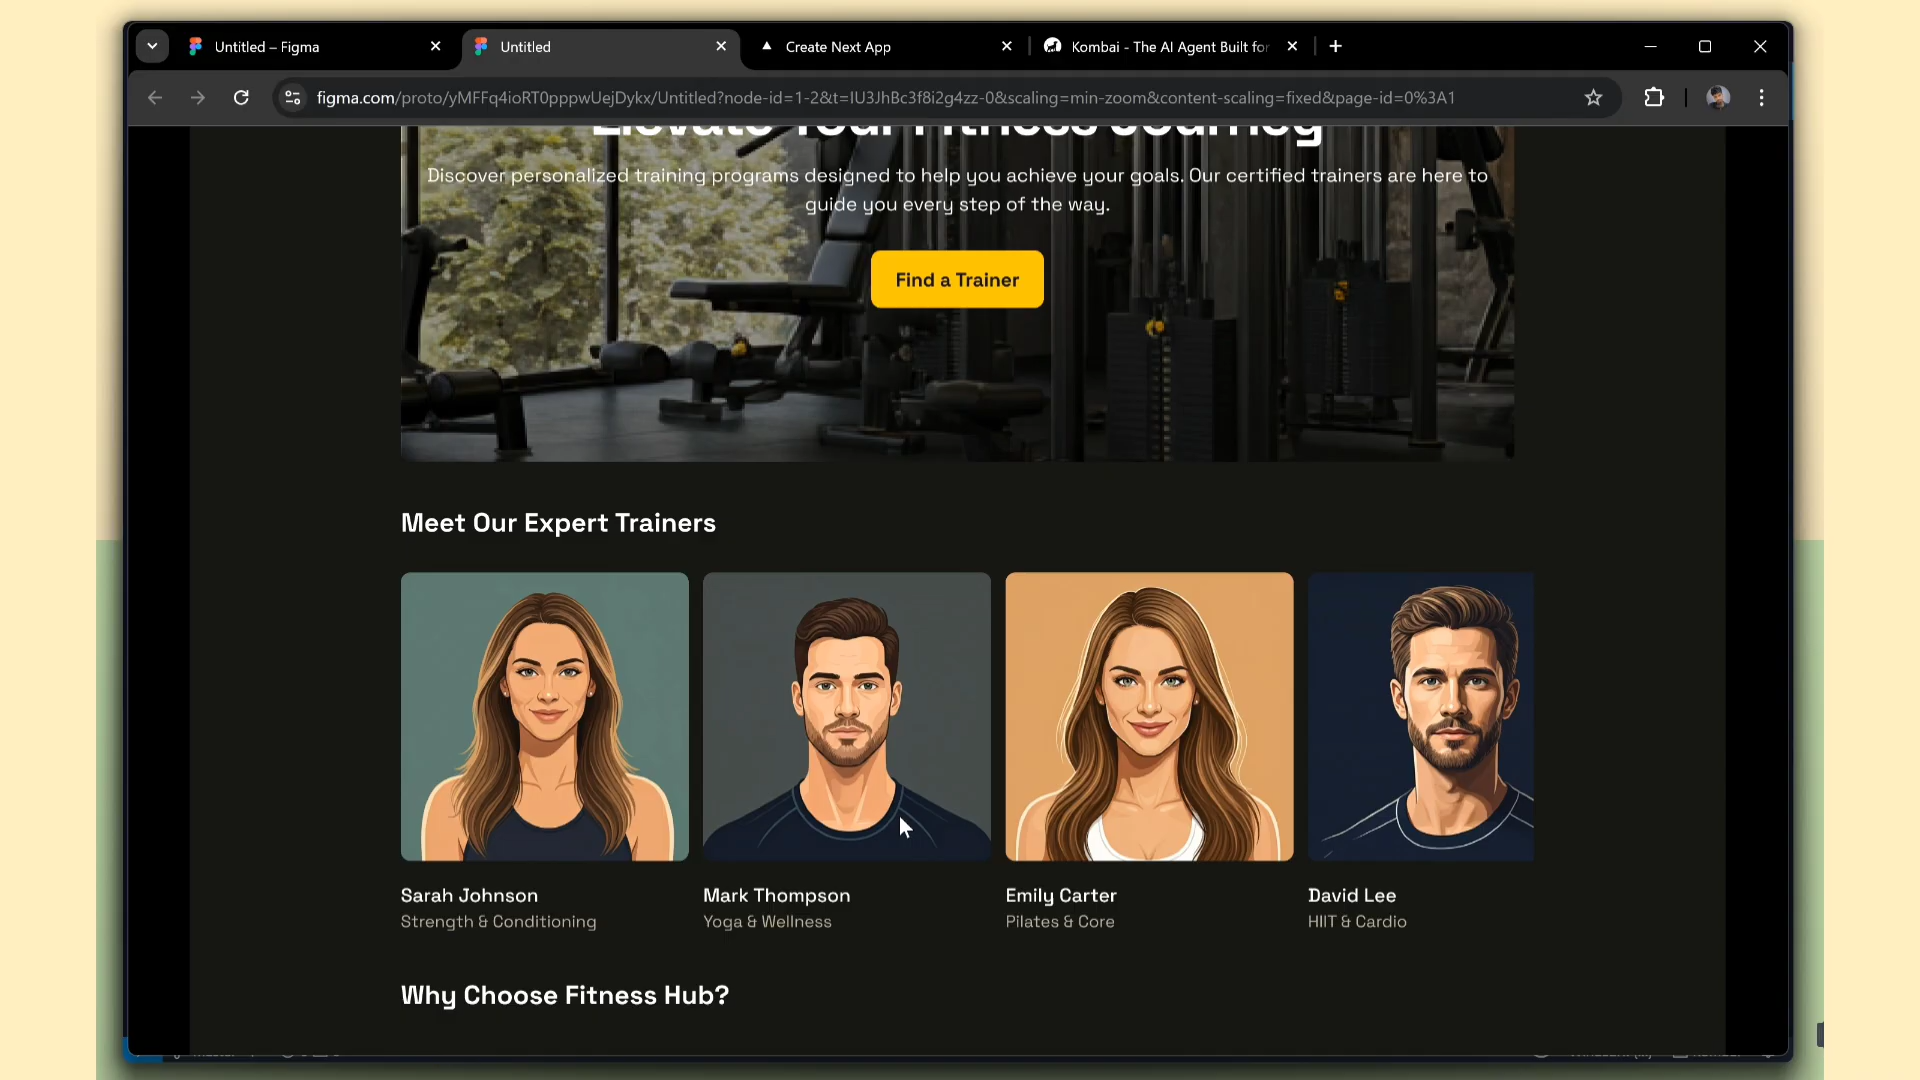 Untitled – Figma
Untitled
Create Next App
Kombai - The AI Agent Built for
figma.com/proto/yMFFq4ioRT0pppwUejDykx/Untitled?node-id=1-2&t=IU3JhBc3f8i2g4zz-0&scaling=min-zoom&content-scaling=fixed&page-id=0%3A1
Elevate Your Fitness Journey
Discover personalized training programs designed to help you achieve your goals. Our certified trainers are here to
guide you every step of the way.
Find a Trainer
Meet Our Expert Trainers
Sarah Johnson
Strength & Conditioning
Mark Thompson
Yoga & Wellness
Emily Carter
Pilates & Core
David Lee
HIIT & Cardio
Why Choose Fitness Hub?